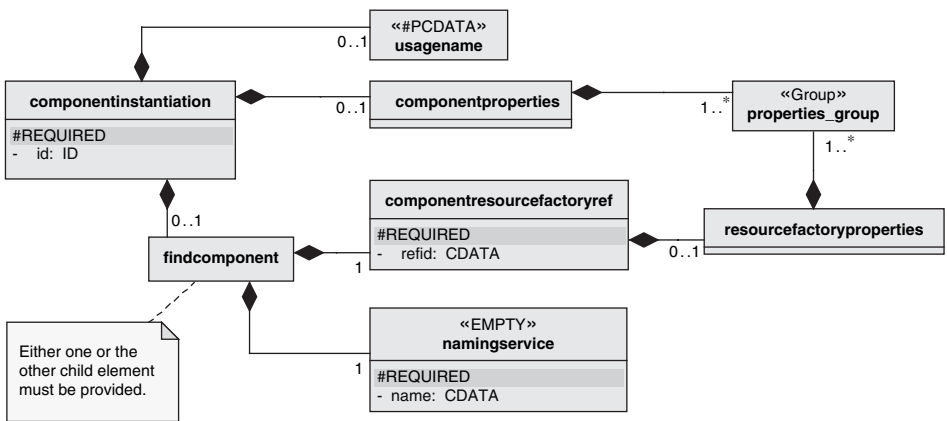 «#PCDATA»
usagename
0..1
componentinstantiation
#REQUIRED
- id: ID
0..1
componentproperties
1..*
«Group»
properties_group
1..*
0..1
componentresourcefactoryref
#REQUIRED
- refid: CDATA
resourcefactoryproperties
0..1
findcomponent
1
«EMPTY»
namingservice
#REQUIRED
- name: CDATA
1
Either one or the
other child element
must be provided.